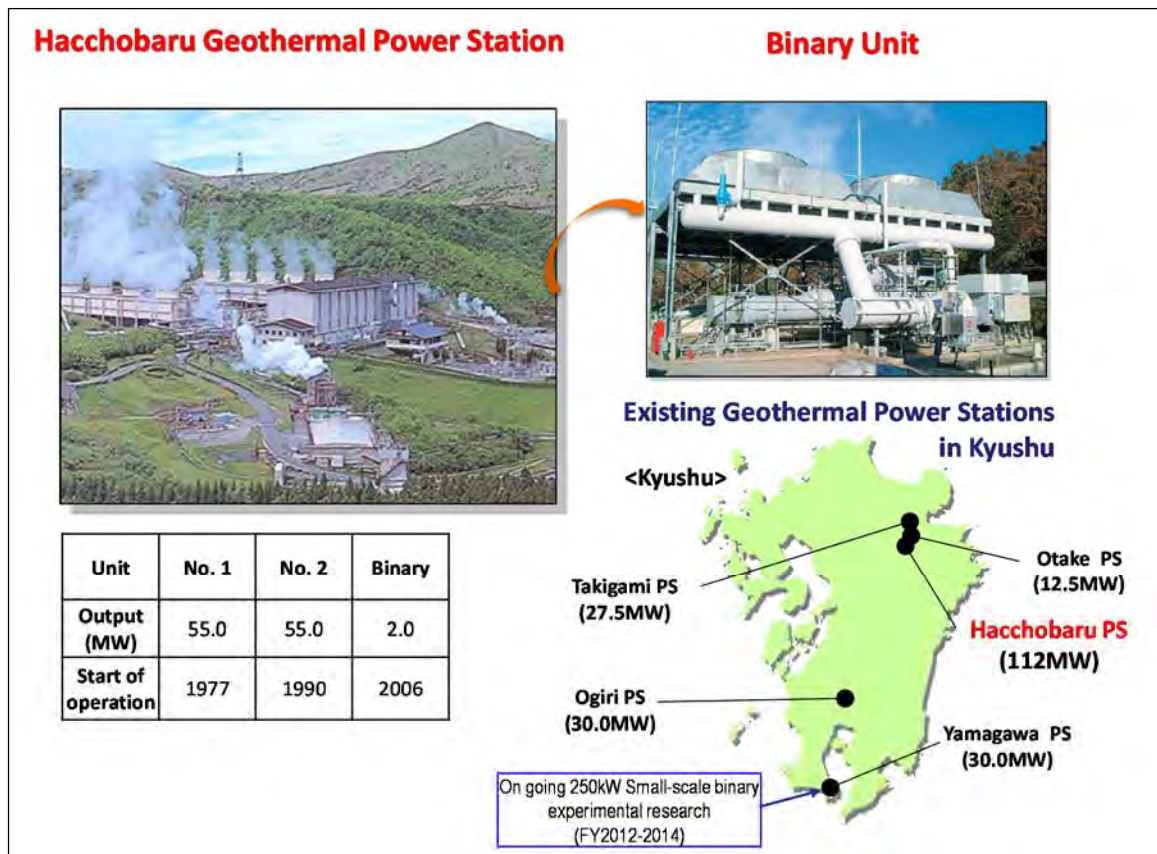 Hacchobaru Geothermal Power Station
Binary Unit
Existing Geothermal Power Stations
in Kyushu
<Kyushu>
Unit No. 1 No. 2 Binary
Output
(MW) 55.0 55.0 2.0
Start of
operation 1977 1990 2006
Takigami PS
(27.5MW)
Otake PS
(12.5MW)
Hacchobaru PS
(112MW)
Ogiri PS
(30.0MW)
Yamagawa PS
(30.0MW)
On going 250kW Small-scale binary
experimental research
(FY2012-2014)